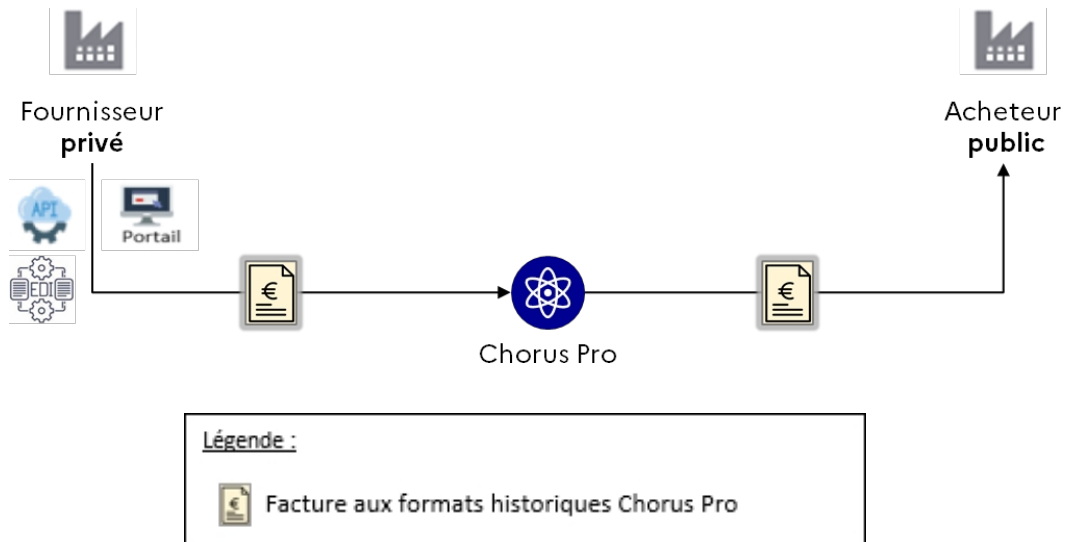 Fournisseur
privé
Acheteur
public
API
Portail
EDI
€
€
Chorus Pro
Légende :
€ Facture aux formats historiques Chorus Pro